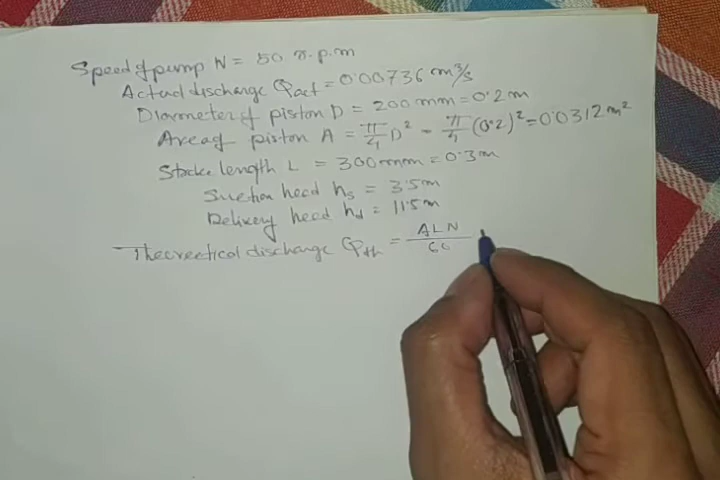 Speed of pump N = 50 r.p.m
Actual discharge Qact = 0.00736 m³/s
Diameter of piston D = 200 mm = 0.2 m
Area of piston A = π/4 D² = π/4 (0.2)² = 0.0312 m²
Stroke length L = 300 mm = 0.3 m
Suction head hs = 3.5m
Delivery head hd = 11.5 m
Theorectical discharge Qth = ALN/60